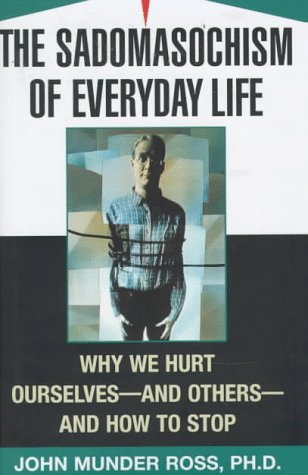 THE SADOMASOCHISM
OF EVERYDAY LIFE
WHY WE HURT
OURSELVES—AND OTHERS—
AND HOW TO STOP
JOHN MUNDER ROSS, PH.D.